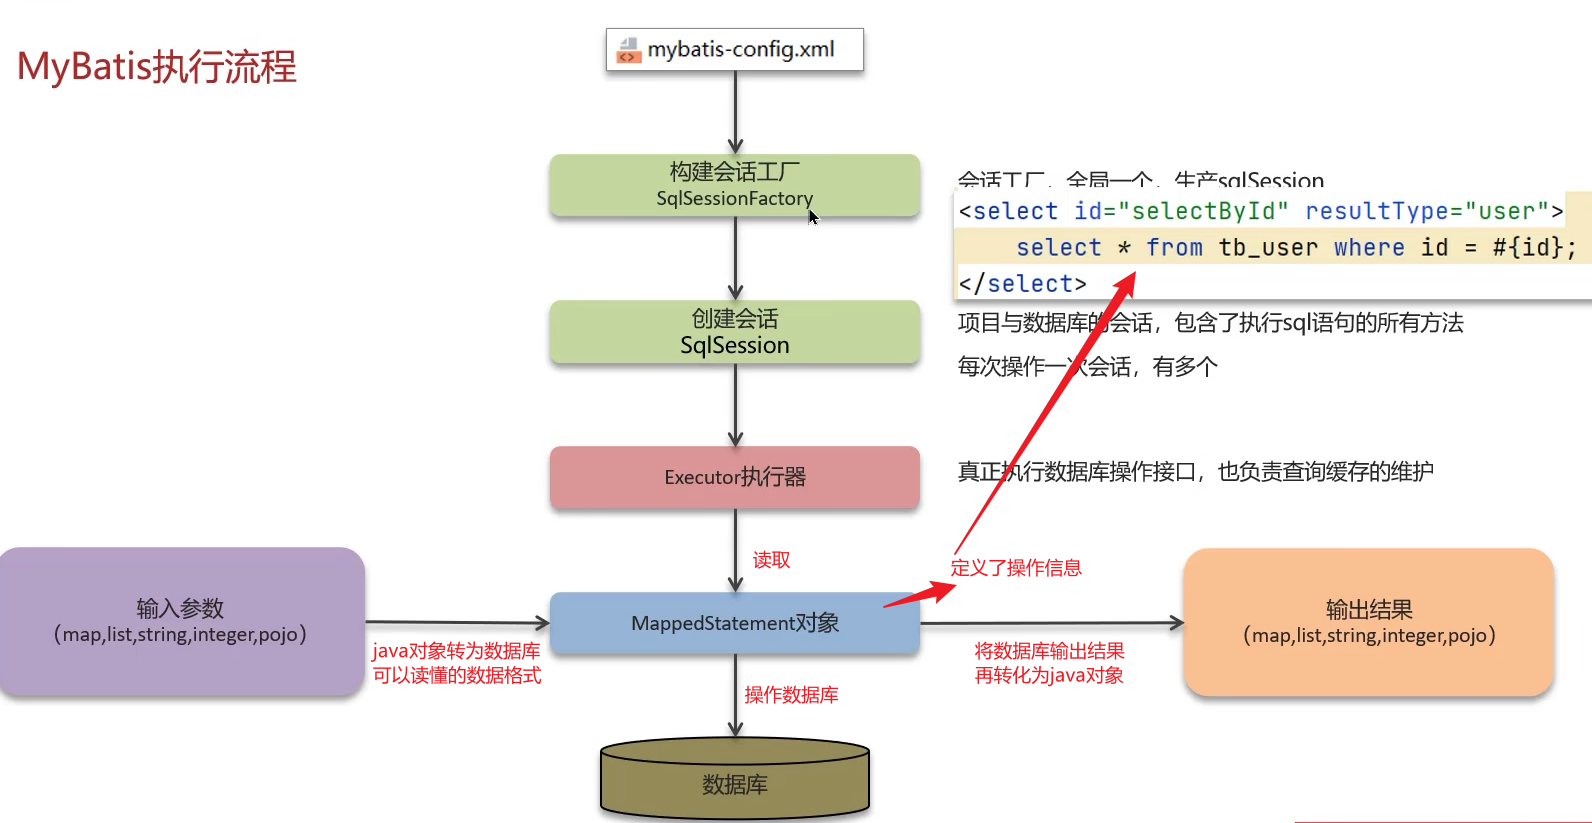 MyBatis执行流程
mybatis-config.xml
构建会话工厂
SqlSessionFactory
会话工厂，全局一个，生产sqlSession
<select id="selectById" resultType="user">
select * from tb_user where id = #{id};
</select>
创建会话
SqlSession
项目与数据库的会话，包含了执行sql语句的所有方法
每次操作一次会话，有多个
Executor执行器
真正执行数据库操作接口，也负责查询缓存的维护
读取
定义了操作信息
输入参数
（map,list,string,integer,pojo）
java对象转为数据库
可以读懂的数据格式
MappedStatement对象
将数据库输出结果
再转化为java对象
输出结果
（map,list,string,integer,pojo）
操作数据库
数据库